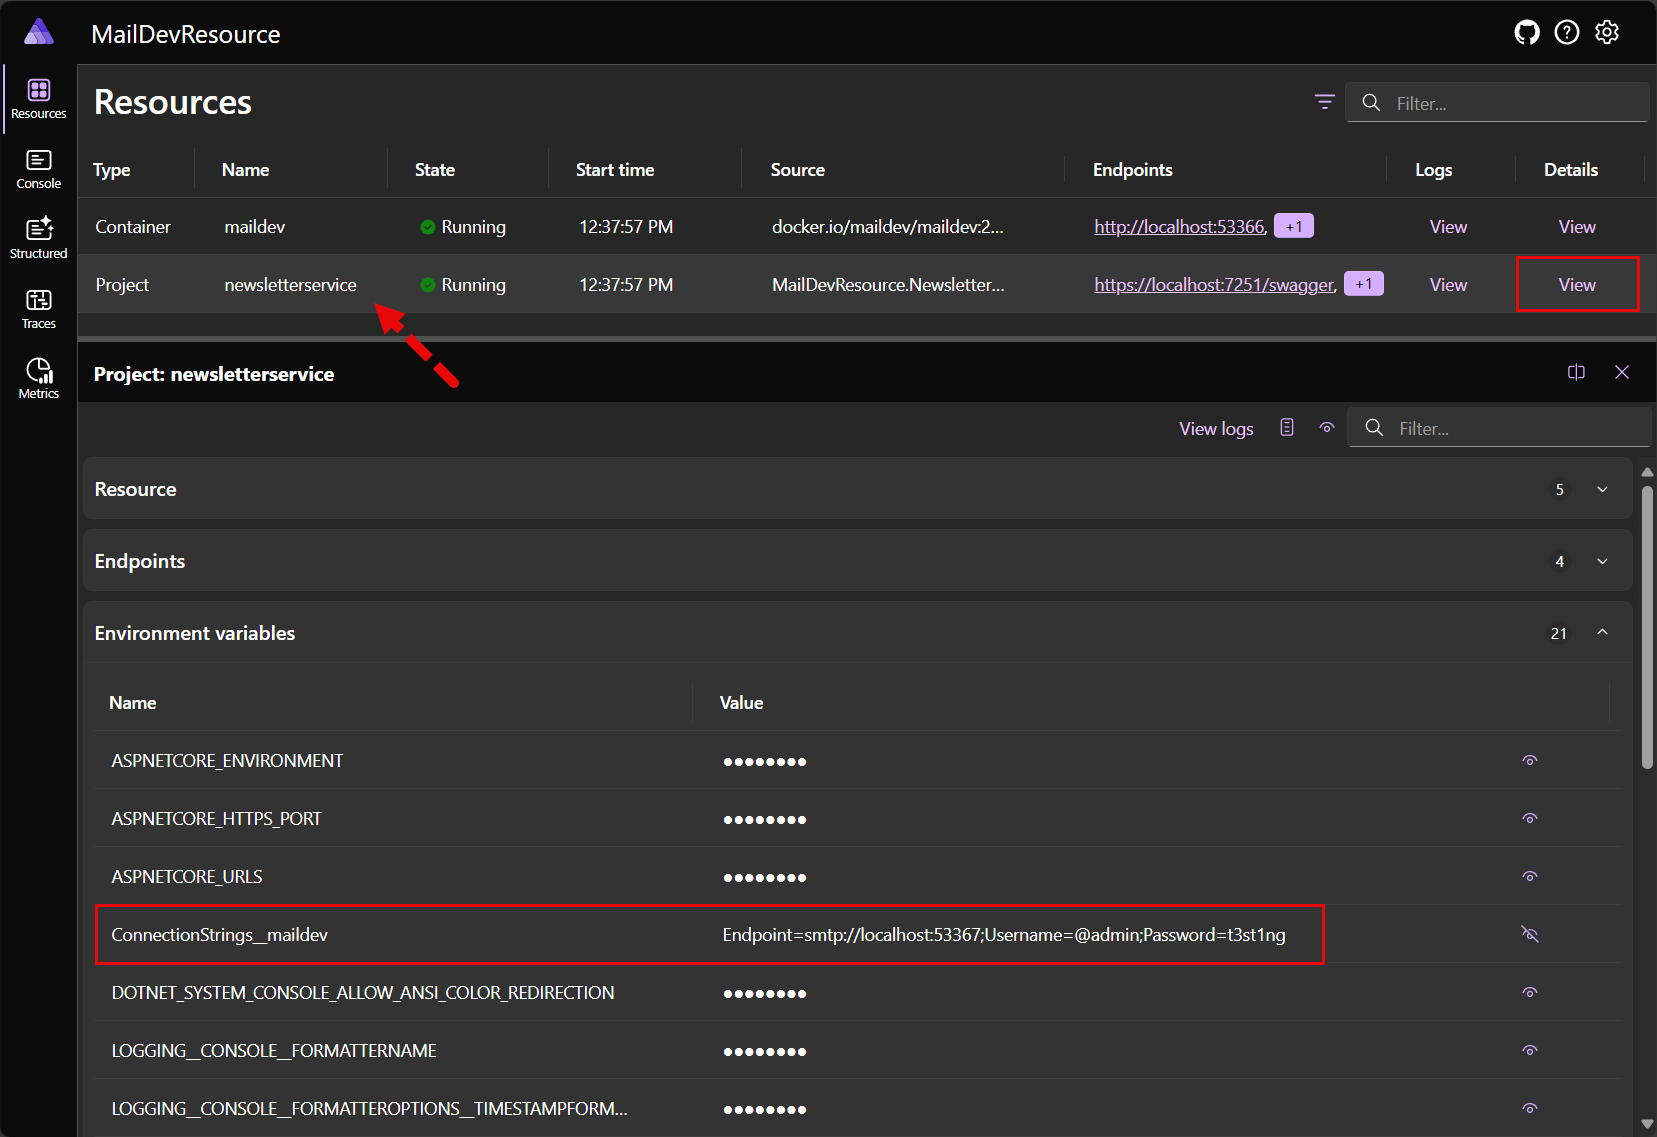 MailDevResource
Resources
Console
Structured
Traces
Metrics
Resources
Filter...
Type Name State Start time Source Endpoints Logs Details
Container maildev Running 12:37:57 PM docker.io/maildev/maildev:2... http://localhost:53366, +1 View View
Project newsletterservice Running 12:37:57 PM MailDevResource.Newsletter... https://localhost:7251/swagger, +1 View View
Project: newsletterservice
View logs Filter...
Resource 5
Endpoints 4
Environment variables 21
Name Value
ASPNETCORE_ENVIRONMENT ●●●●●●●●
ASPNETCORE_HTTPS_PORT ●●●●●●●●
ASPNETCORE_URLS ●●●●●●●●
ConnectionStrings__maildev Endpoint=smtp://localhost:53367;Username=@admin;Password=t3st1ng
DOTNET_SYSTEM_CONSOLE_ALLOW_ANSI_COLOR_REDIRECTION ●●●●●●●●
LOGGING__CONSOLE__FORMATTERNAME ●●●●●●●●
LOGGING__CONSOLE__FORMATTEROPTIONS__TIMESTAMPFORM... ●●●●●●●●